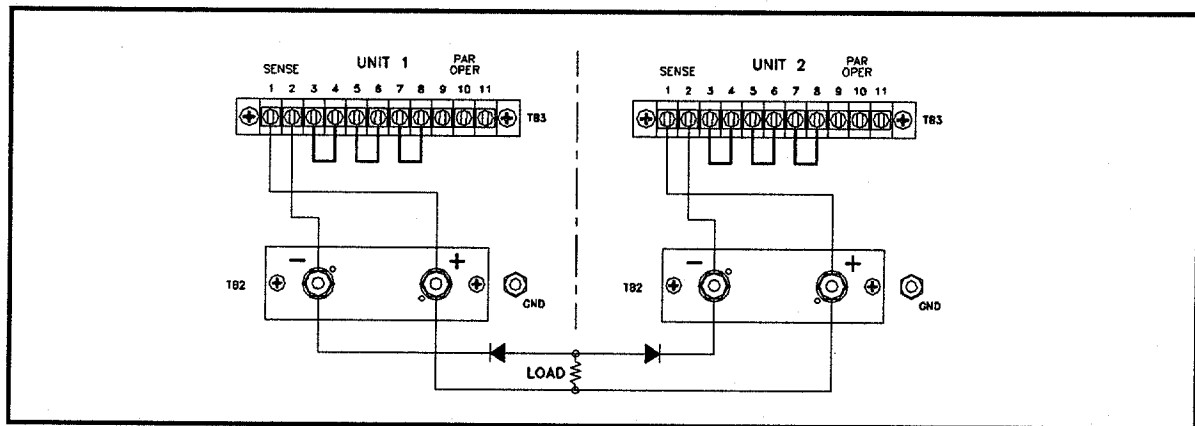 UNIT 1
SENSE
PAR
OPER
1 2 3 4 5 6 7 8 9 10 11
TB3
TB2
−
+
GND
UNIT 2
SENSE
PAR
OPER
1 2 3 4 5 6 7 8 9 10 11
TB3
TB2
−
+
GND
LOAD